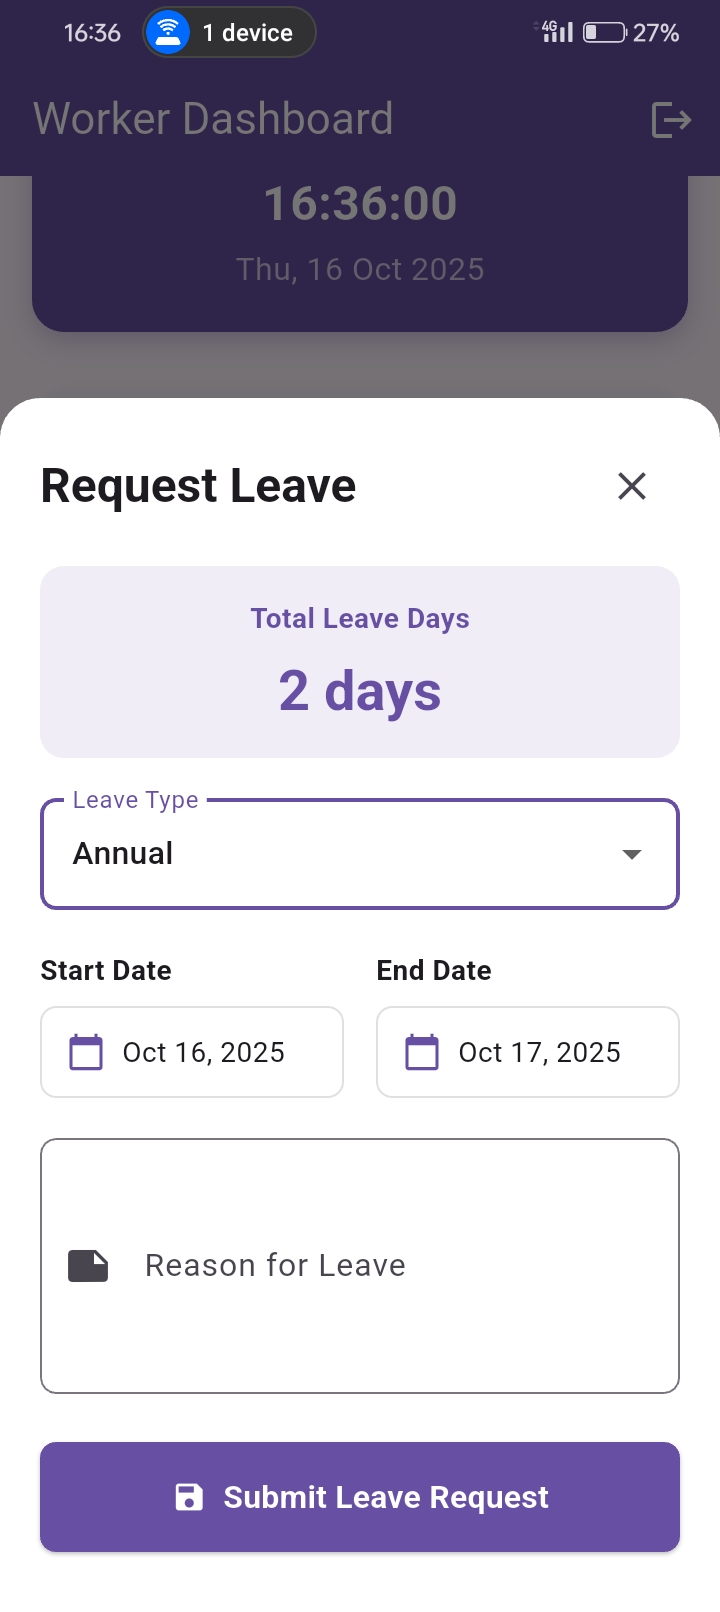 16:36 1 device 4G 27%
Worker Dashboard
16:36:00
Thu, 16 Oct 2025
Request Leave
Total Leave Days
2 days
Leave Type
Annual
Start Date End Date
Oct 16, 2025 Oct 17, 2025
Reason for Leave
Submit Leave Request